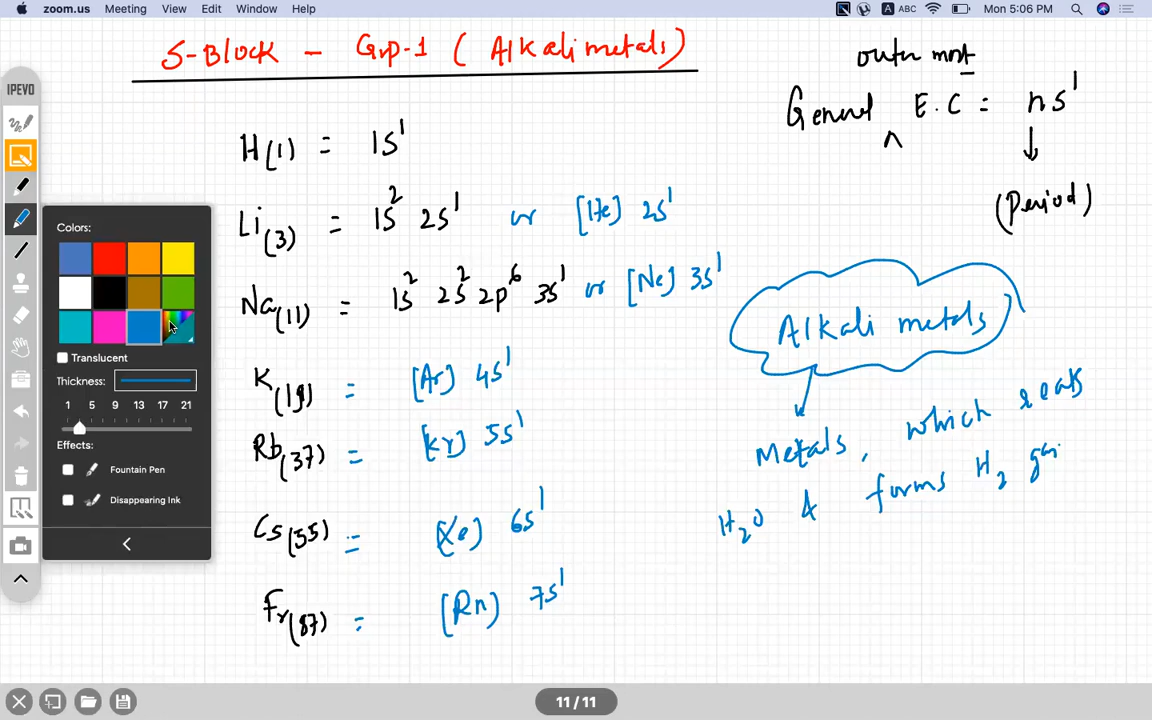 zoom.us Meeting View Edit Window Help
A ABC Mon 5:06 PM
S-Block - Grp-1 (Alkali metals)
outer most
General E.C = ns¹
^
(Period)
IPEVO
H(1) = 1s¹
Li(3) = 1s² 2s¹ or [He] 2s¹
Na(11) = 1s² 2s² 2p⁶ 3s¹ or [Ne] 3s¹
K(19) = [Ar] 4s¹
Rb(37) = [Kr] 5s¹
Cs(55) = [Xe] 6s¹
Fr(87) = [Rn] 7s¹
Alkali metals
Metals, which reats
H₂O & forms H₂ gas
Colors:
Translucent
Thickness:
1 5 9 13 17 21
Effects:
Fountain Pen
Disappearing Ink
11/11